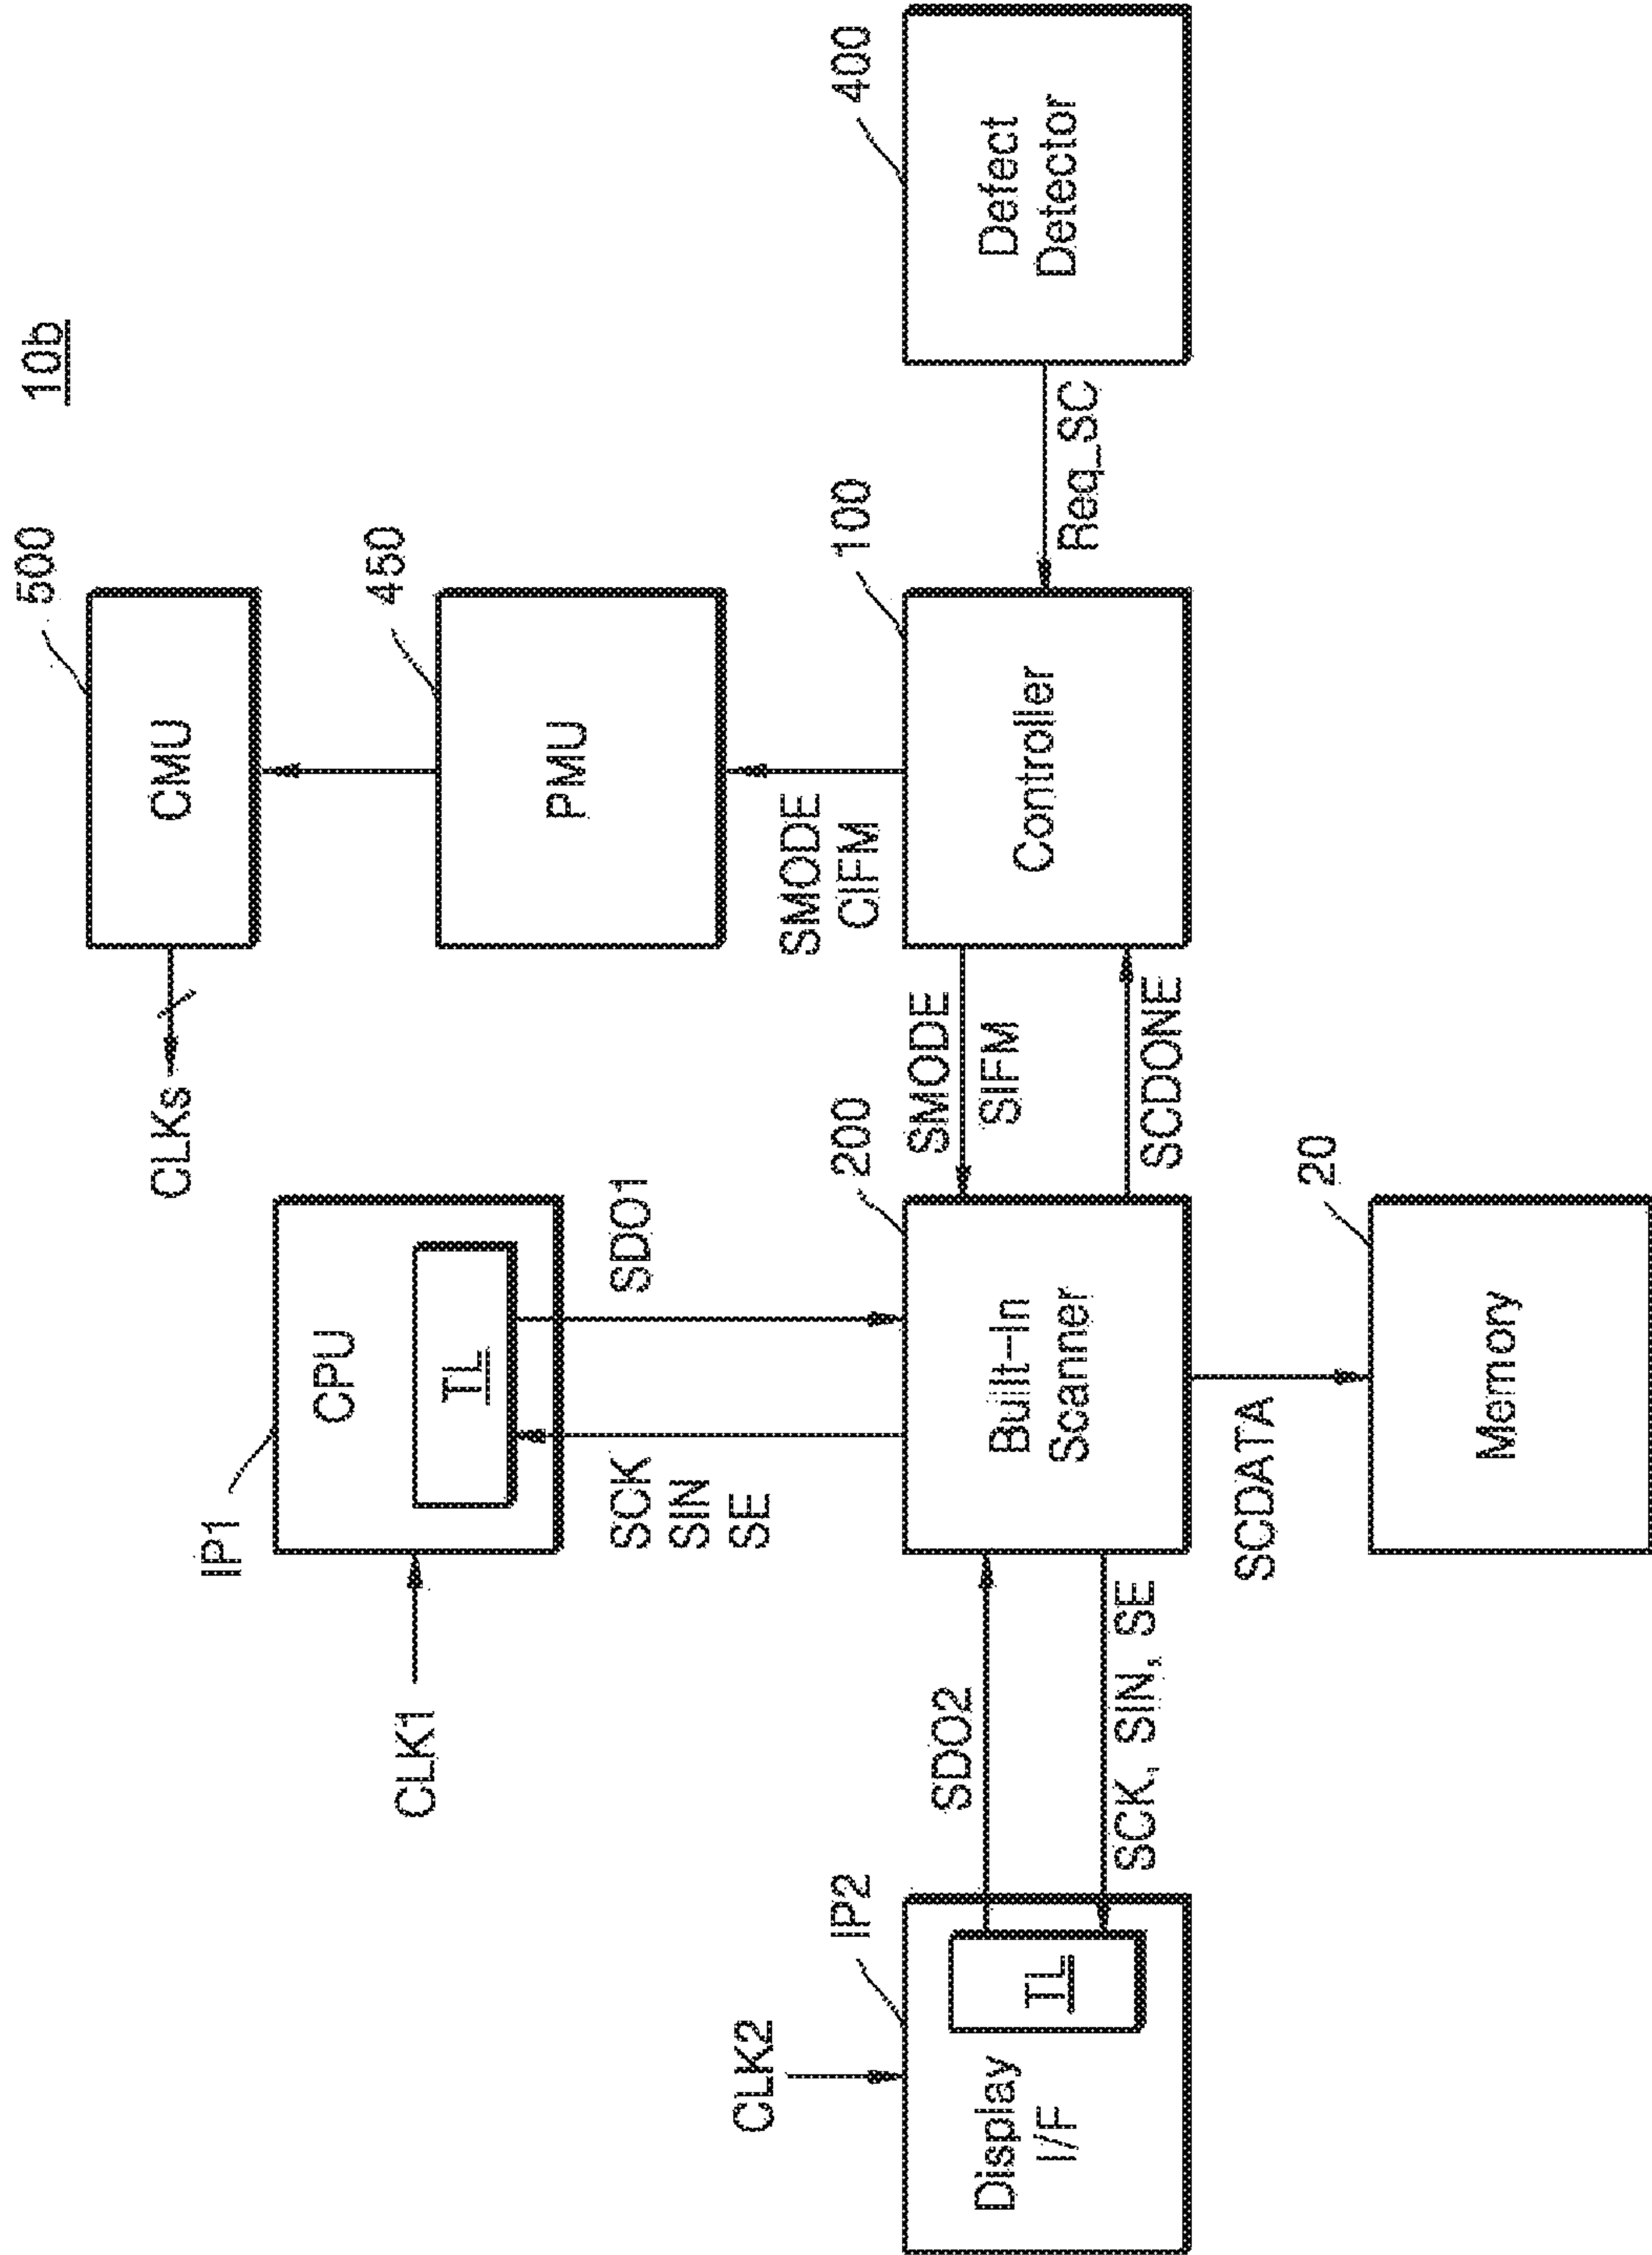 10b
500
CMU
CLKs
450
PMU
IP1
CPU
TL
CLK1
SDO1
SCK
SIN
SE
SMODE
CIFM
CLK2
IP2
Display
I/F
TL
SDO2
SCK, SIN, SE
200
Built-In
Scanner
SMODE
SIFM
SCDONE
100
Controller
Req_SC
400
Defect
Detector
SCDATA
20
Memory